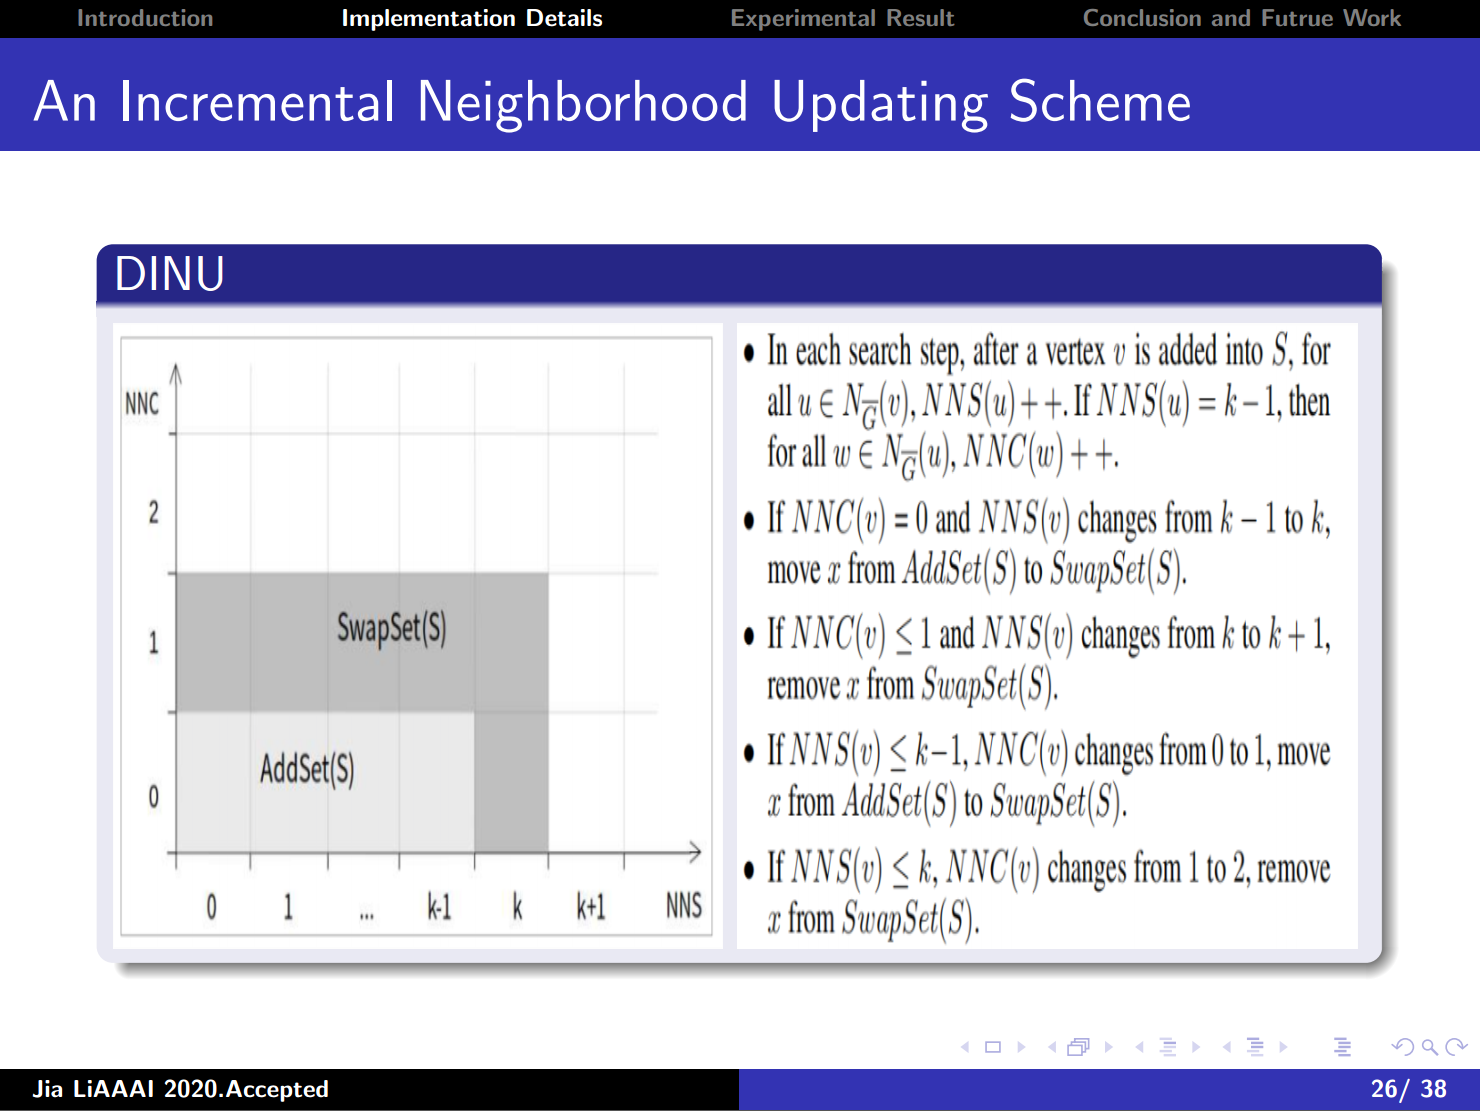 Introduction Implementation Details Experimental Result Conclusion and Futrue Work
An Incremental Neighborhood Updating Scheme
DINU
NNC
2
1
0
SwapSet(S)
AddSet(S)
0 1 ... k-1 k k+1 NNS
• In each search step, after a vertex v is added into S, for
all u ∈ N_{\overline{G}}(v), NNS(u)++. If NNS(u) = k − 1, then
for all w ∈ N_{\overline{G}}(u), NNC(w)++.
• If NNC(v) = 0 and NNS(v) changes from k − 1 to k,
move x from AddSet(S) to SwapSet(S).
• If NNC(v) ≤ 1 and NNS(v) changes from k to k + 1,
remove x from SwapSet(S).
• If NNS(v) ≤ k−1, NNC(v) changes from 0 to 1, move
x from AddSet(S) to SwapSet(S).
• If NNS(v) ≤ k, NNC(v) changes from 1 to 2, remove
x from SwapSet(S).
Jia LiAAAI 2020.Accepted 26/ 38